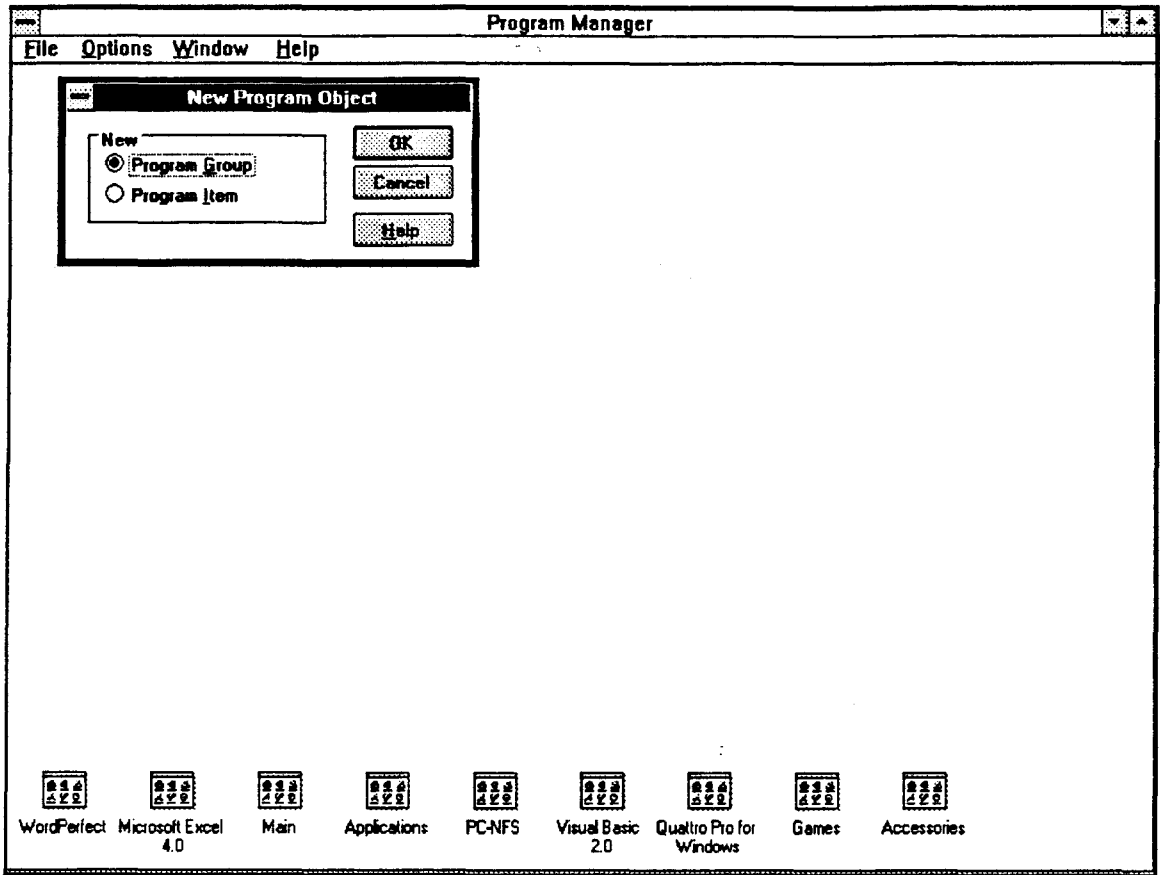 Program Manager
File Options Window Help
New Program Object
New
Program Group
Program Item
OK
Cancel
Help
WordPerfect
Microsoft Excel
4.0
Main
Applications
PC-NFS
Visual Basic
2.0
Quattro Pro for
Windows
Games
Accessories